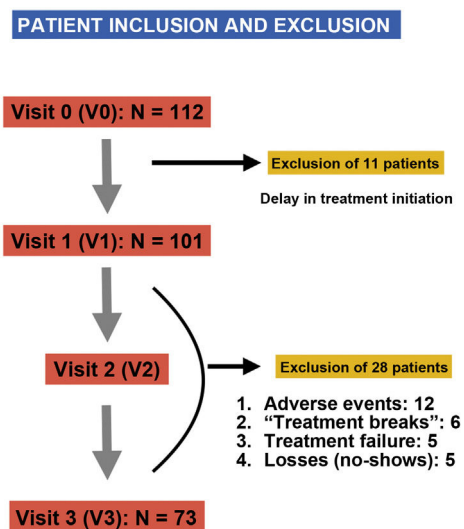 PATIENT INCLUSION AND EXCLUSION
Visit 0 (V0): N = 112
Exclusion of 11 patients
Delay in treatment initiation
Visit 1 (V1): N = 101
Visit 2 (V2)
Exclusion of 28 patients
1. Adverse events: 12
2. “Treatment breaks”: 6
3. Treatment failure: 5
4. Losses (no-shows): 5
Visit 3 (V3): N = 73